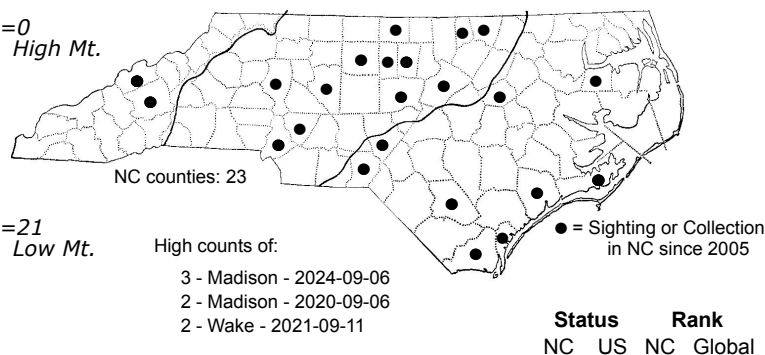 =0
High Mt.
NC counties: 23
=21
Low Mt.
High counts of:
3 - Madison - 2024-09-06
2 - Madison - 2020-09-06
2 - Wake - 2021-09-11
● = Sighting or Collection
in NC since 2005
Status Rank
NC US NC Global